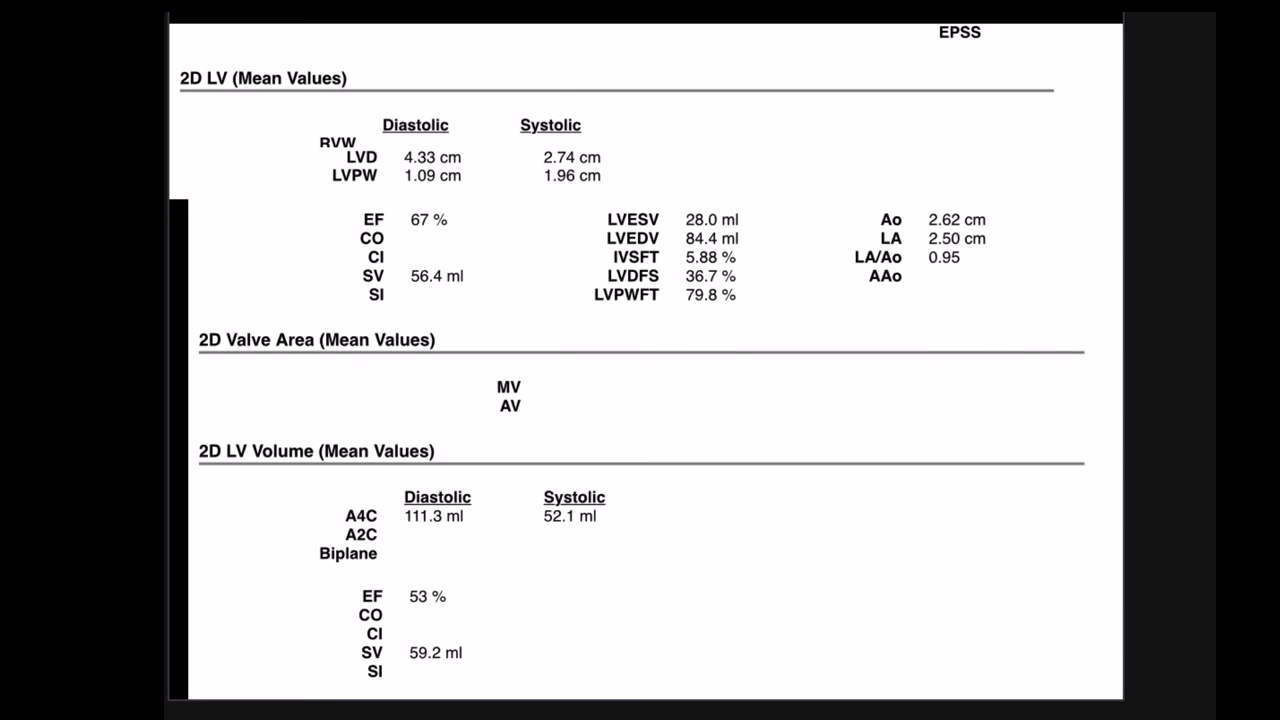 EPSS
2D LV (Mean Values)
Diastolic Systolic
RVW
LVD 4.33 cm 2.74 cm
LVPW 1.09 cm 1.96 cm
EF 67 % LVESV 28.0 ml Ao 2.62 cm
CO LVEDV 84.4 ml LA 2.50 cm
CI IVSFT 5.88 % LA/Ao 0.95
SV 56.4 ml LVDFS 36.7 % AAo
SI LVPWFT 79.8 %
2D Valve Area (Mean Values)
MV
AV
2D LV Volume (Mean Values)
Diastolic Systolic
A4C 111.3 ml 52.1 ml
A2C
Biplane
EF 53 %
CO
CI
SV 59.2 ml
SI